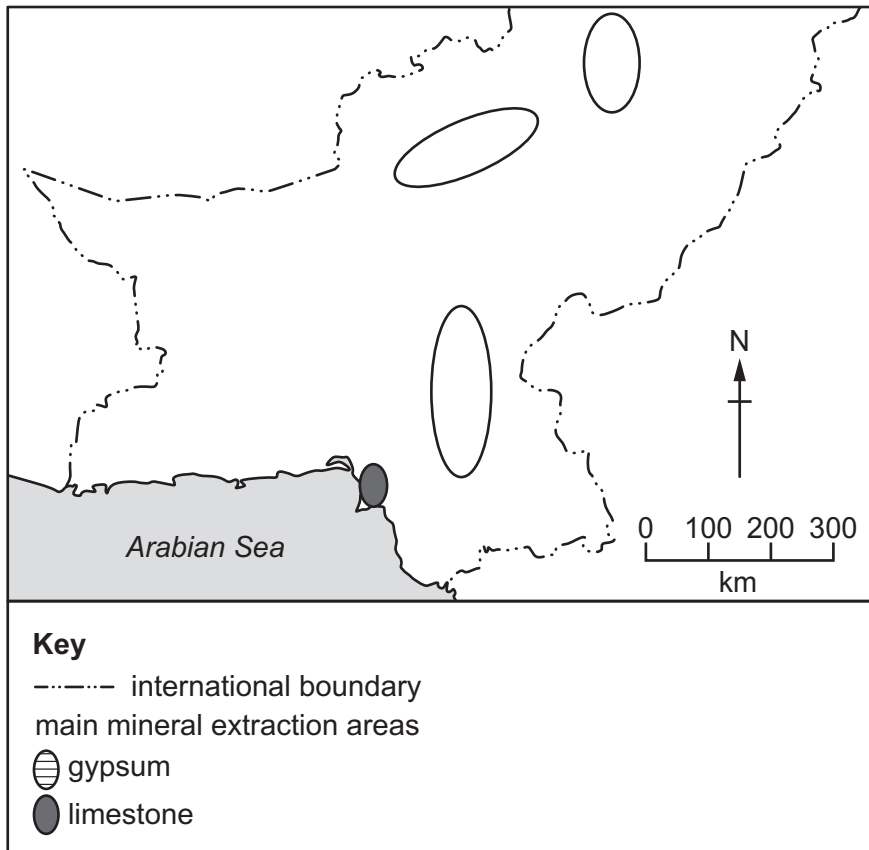 N
0 100 200 300
km
Arabian Sea
Key
international boundary
main mineral extraction areas
gypsum
limestone